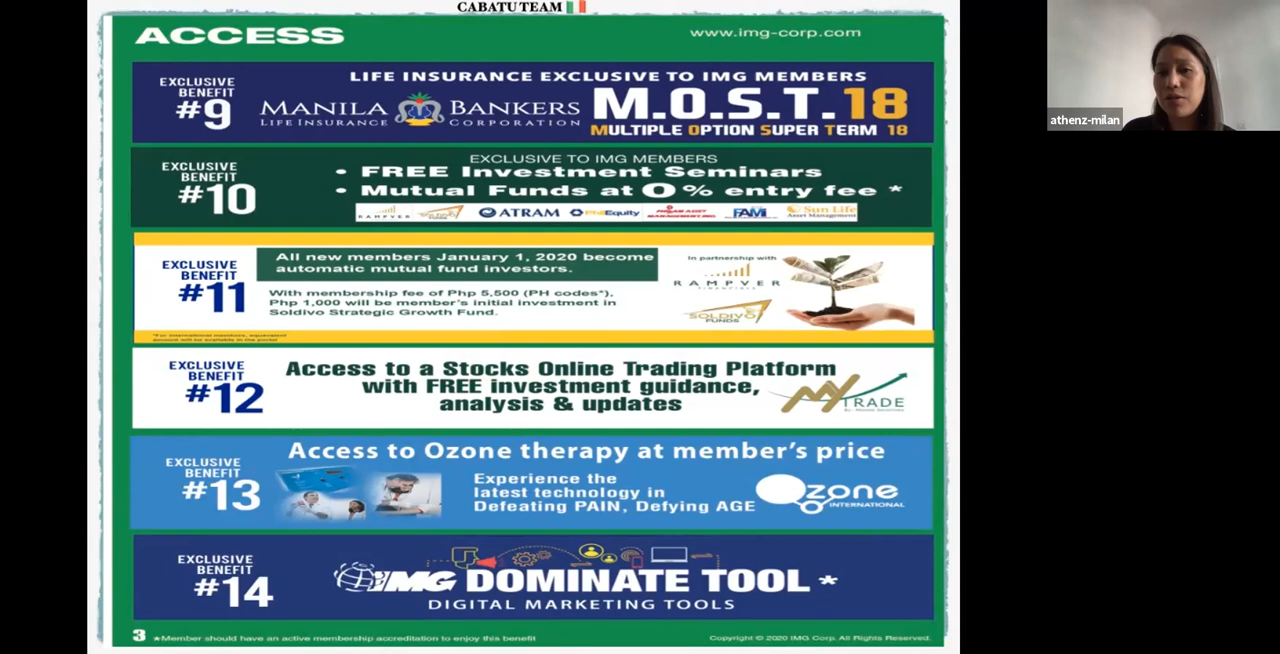 CABATU TEAM
ACCESS
www.img-corp.com
EXCLUSIVE
BENEFIT
#9
LIFE INSURANCE EXCLUSIVE TO IMG MEMBERS
MANILA BANKERS
LIFE INSURANCE CORPORATION
M.O.S.T.18
MULTIPLE OPTION SUPER TERM 18
EXCLUSIVE
BENEFIT
#10
EXCLUSIVE TO IMG MEMBERS
• FREE Investment Seminars
• Mutual Funds at 0% entry fee *
RAMPVER
ATRAM
PhilEquity
FAMI
Sun Life
Asset Management
EXCLUSIVE
BENEFIT
#11
All new members January 1, 2020 become
automatic mutual fund investors.
With membership fee of Php 5,500 (PH codes*),
Php 1,000 will be member's initial investment in
Soldivo Strategic Growth Fund.
In partnership with
RAMPVER
FINANCIALS
SOLDIVO
FUNDS
EXCLUSIVE
BENEFIT
#12
Access to a Stocks Online Trading Platform
with FREE investment guidance,
analysis & updates
MYTRADE
EXCLUSIVE
BENEFIT
#13
Access to Ozone therapy at member's price
Experience the
latest technology in
Defeating PAIN, Defying AGE
Ozone
INTERNATIONAL
EXCLUSIVE
BENEFIT
#14
IMG DOMINATE TOOL *
DIGITAL MARKETING TOOLS
3 *Member should have an active membership accreditation to enjoy this benefit
Copyright © 2020 IMG Corp. All Rights Reserved.
athenz-milan